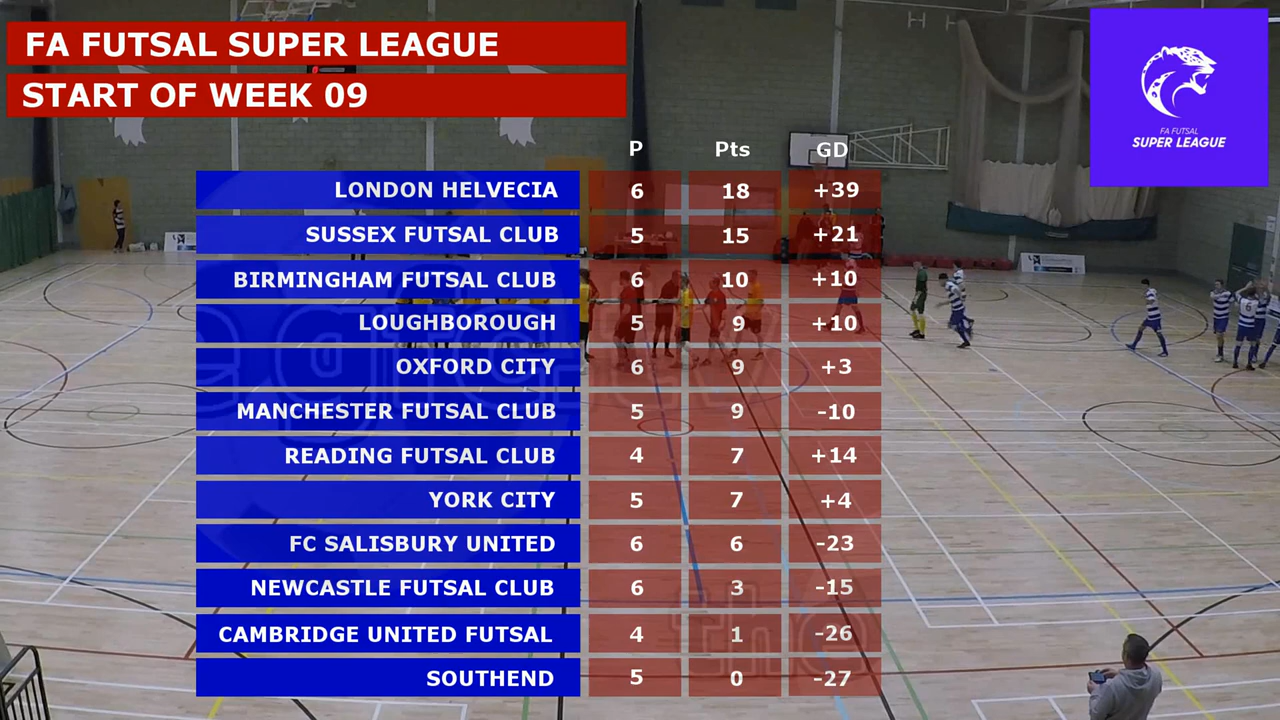 FA FUTSAL SUPER LEAGUE
START OF WEEK 09
FA FUTSAL
SUPER LEAGUE
P Pts GD
LONDON HELVECIA 6 18 +39
SUSSEX FUTSAL CLUB 5 15 +21
BIRMINGHAM FUTSAL CLUB 6 10 +10
LOUGHBOROUGH 5 9 +10
OXFORD CITY 6 9 +3
MANCHESTER FUTSAL CLUB 5 9 -10
READING FUTSAL CLUB 4 7 +14
YORK CITY 5 7 +4
FC SALISBURY UNITED 6 6 -23
NEWCASTLE FUTSAL CLUB 6 3 -15
CAMBRIDGE UNITED FUTSAL 4 1 -26
SOUTHEND 5 0 -27
the